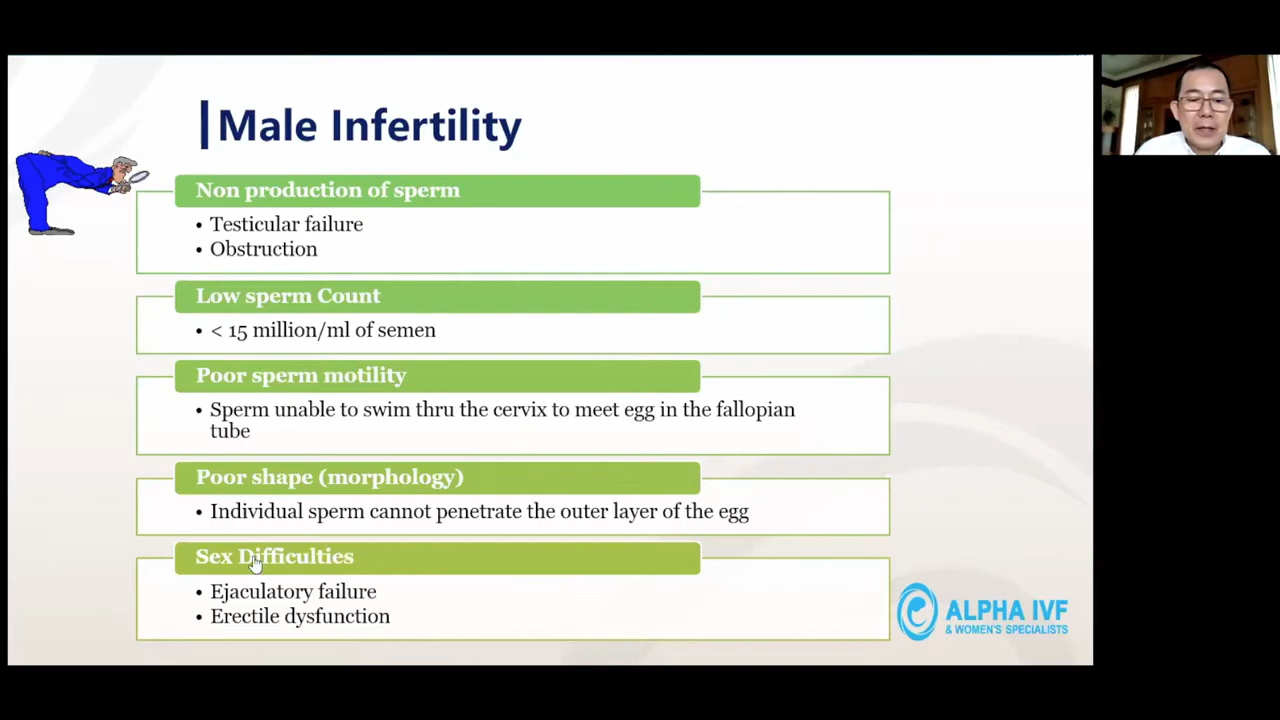 Male Infertility
Non production of sperm
• Testicular failure
• Obstruction
Low sperm Count
• < 15 million/ml of semen
Poor sperm motility
• Sperm unable to swim thru the cervix to meet egg in the fallopian
tube
Poor shape (morphology)
• Individual sperm cannot penetrate the outer layer of the egg
Sex Difficulties
• Ejaculatory failure
• Erectile dysfunction
ALPHA IVF
& WOMEN'S SPECIALISTS